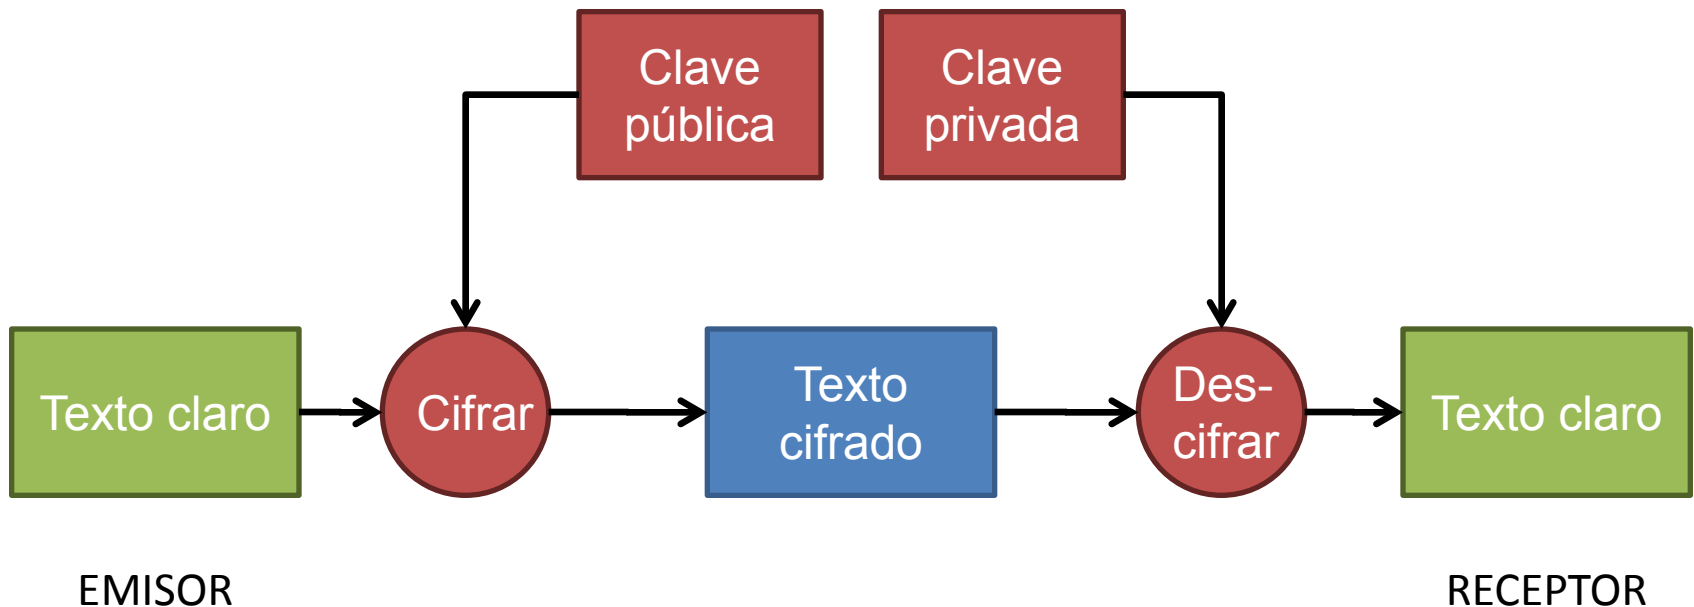 Clave
pública
Clave
privada
Texto claro
Cifrar
Texto
cifrado
Des-
cifrar
Texto claro
EMISOR
RECEPTOR